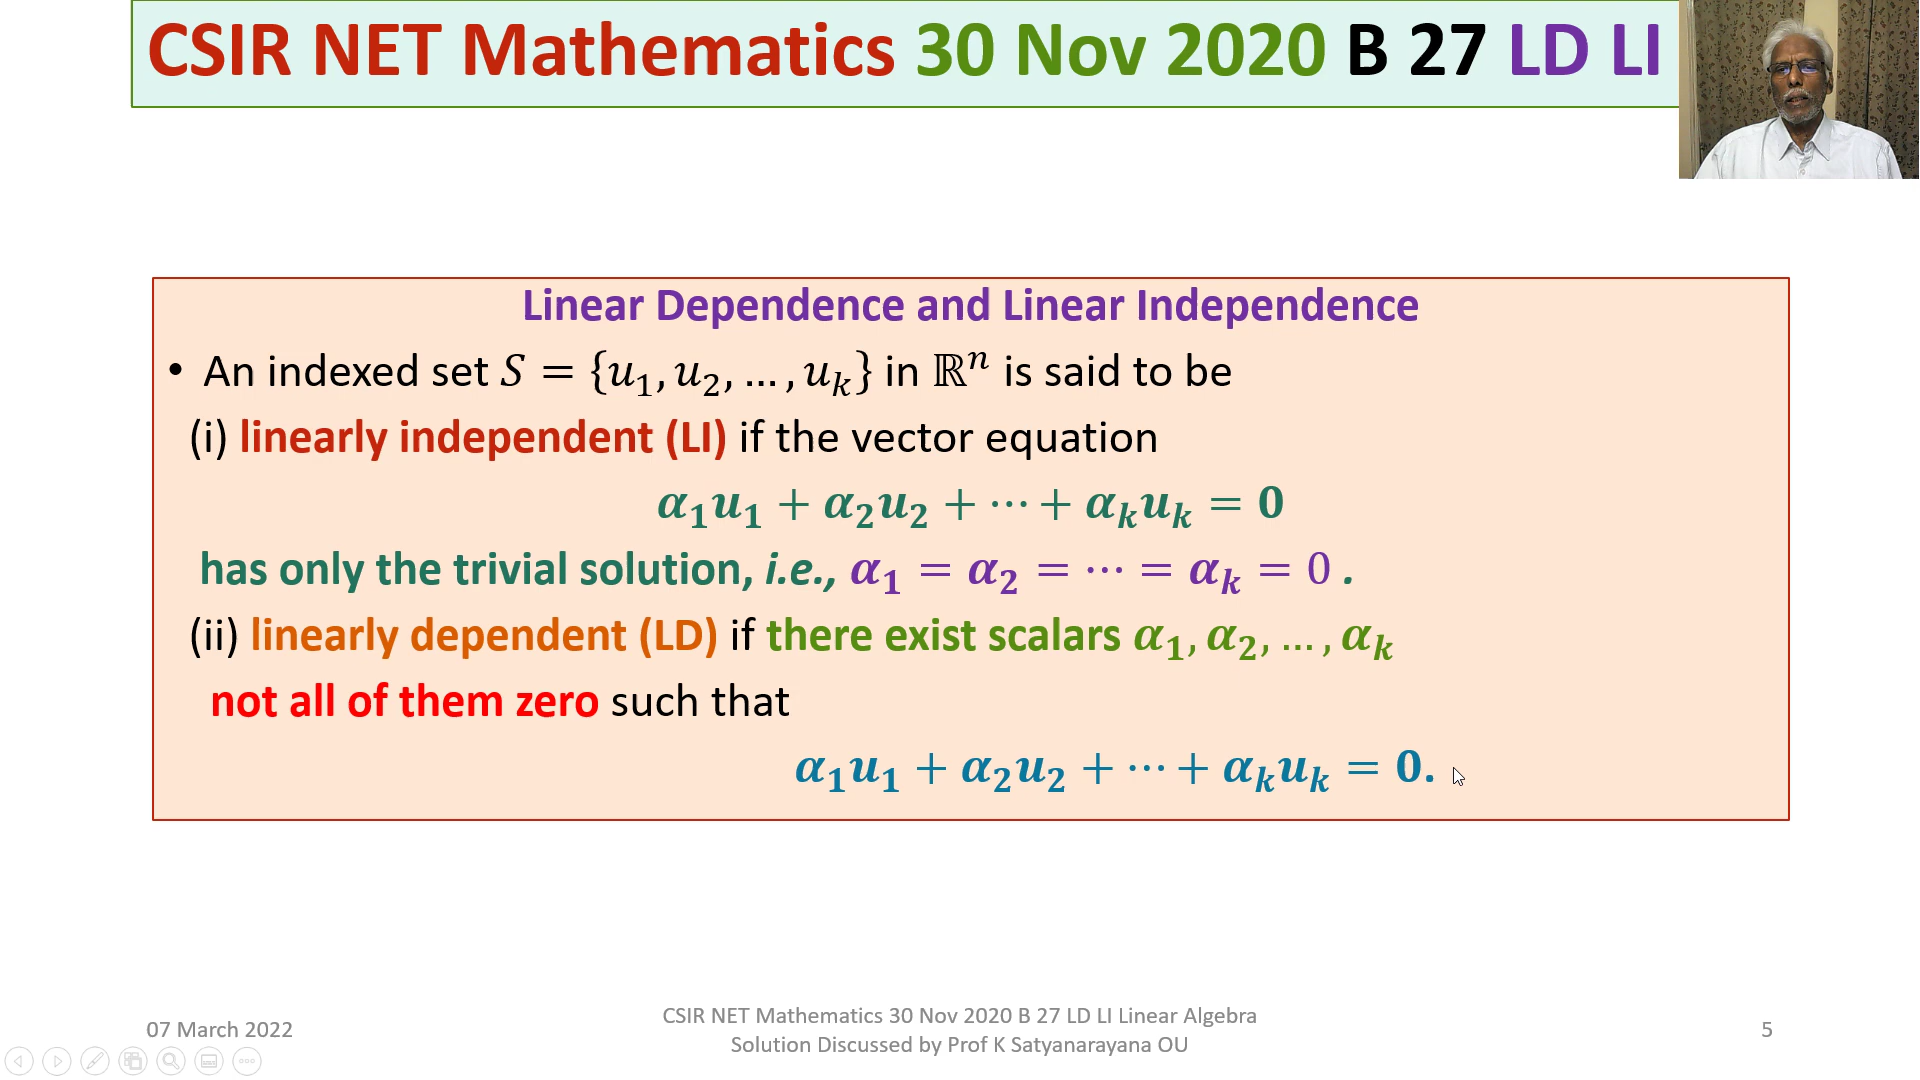 CSIR NET Mathematics 30 Nov 2020 B 27 LD LI
Linear Dependence and Linear Independence
• An indexed set 𝑆 = {𝑢₁, 𝑢₂, … , 𝑢ₖ} in ℝⁿ is said to be
(i) linearly independent (LI) if the vector equation
𝜶₁𝒖₁ + 𝜶₂𝒖₂ + ⋯ + 𝜶ₖ𝒖ₖ = 𝟎
has only the trivial solution, i.e., 𝜶₁ = 𝜶₂ = ⋯ = 𝜶ₖ = 0 .
(ii) linearly dependent (LD) if there exist scalars 𝜶₁, 𝜶₂, … , 𝜶ₖ
not all of them zero such that
𝜶₁𝒖₁ + 𝜶₂𝒖₂ + ⋯ + 𝜶ₖ𝒖ₖ = 𝟎.
07 March 2022
CSIR NET Mathematics 30 Nov 2020 B 27 LD LI Linear Algebra
Solution Discussed by Prof K Satyanarayana OU
5